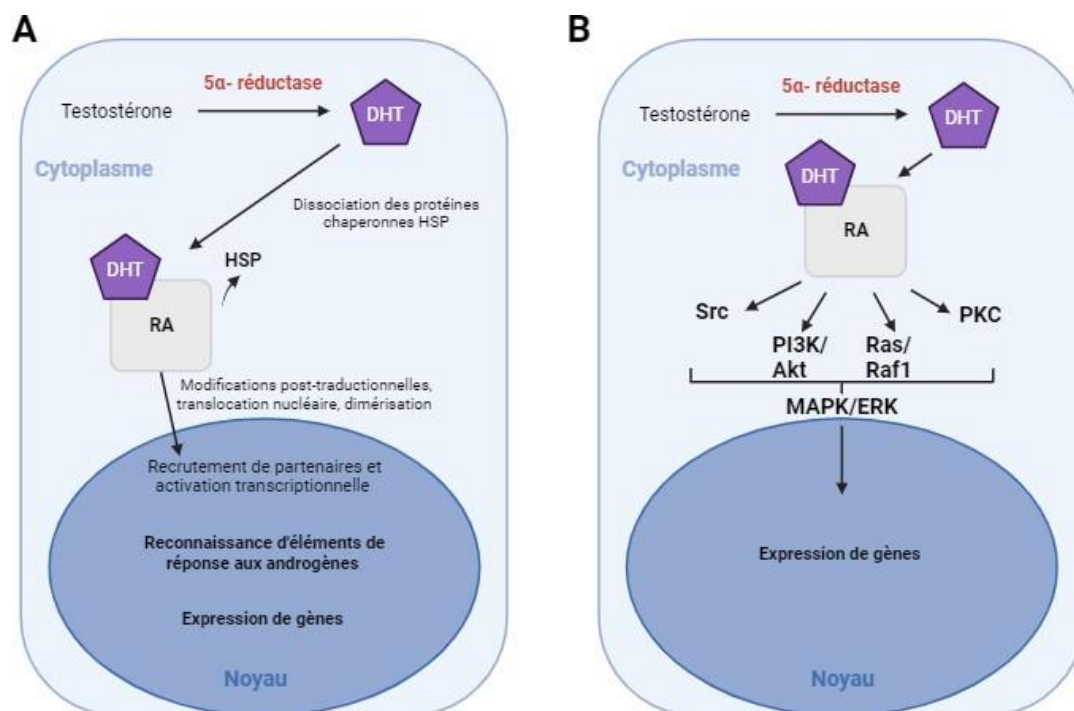 A
5α- réductase
Testostérone
DHT
Cytoplasme
Dissociation des protéines
chaperonnes HSP
HSP
DHT
RA
Modifications post-traductionnelles,
translocation nucléaire, dimérisation
Recrutement de partenaires et
activation transcriptionnelle
Reconnaissance d'éléments de
réponse aux androgènes
Expression de gènes
Noyau
B
5α- réductase
Testostérone
DHT
Cytoplasme
DHT
RA
Src
PI3K/
Akt
Ras/
Raf1
PKC
MAPK/ERK
Expression de gènes
Noyau